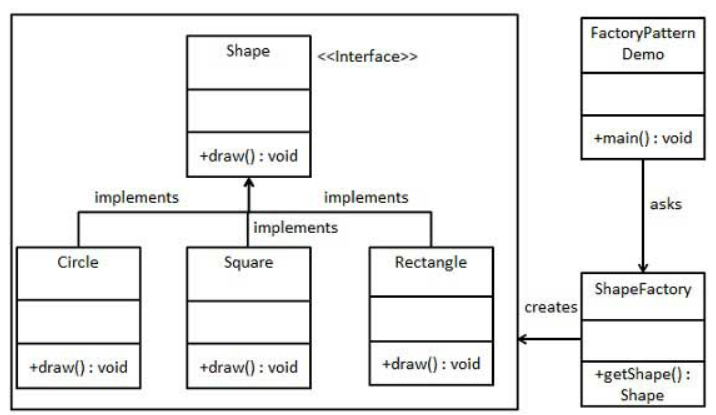 Shape
<<Interface>>
+draw() : void
implements
implements
implements
Circle
+draw() : void
Square
+draw() : void
Rectangle
+draw() : void
FactoryPattern
Demo
+main() : void
asks
creates
ShapeFactory
+getShape() :
Shape